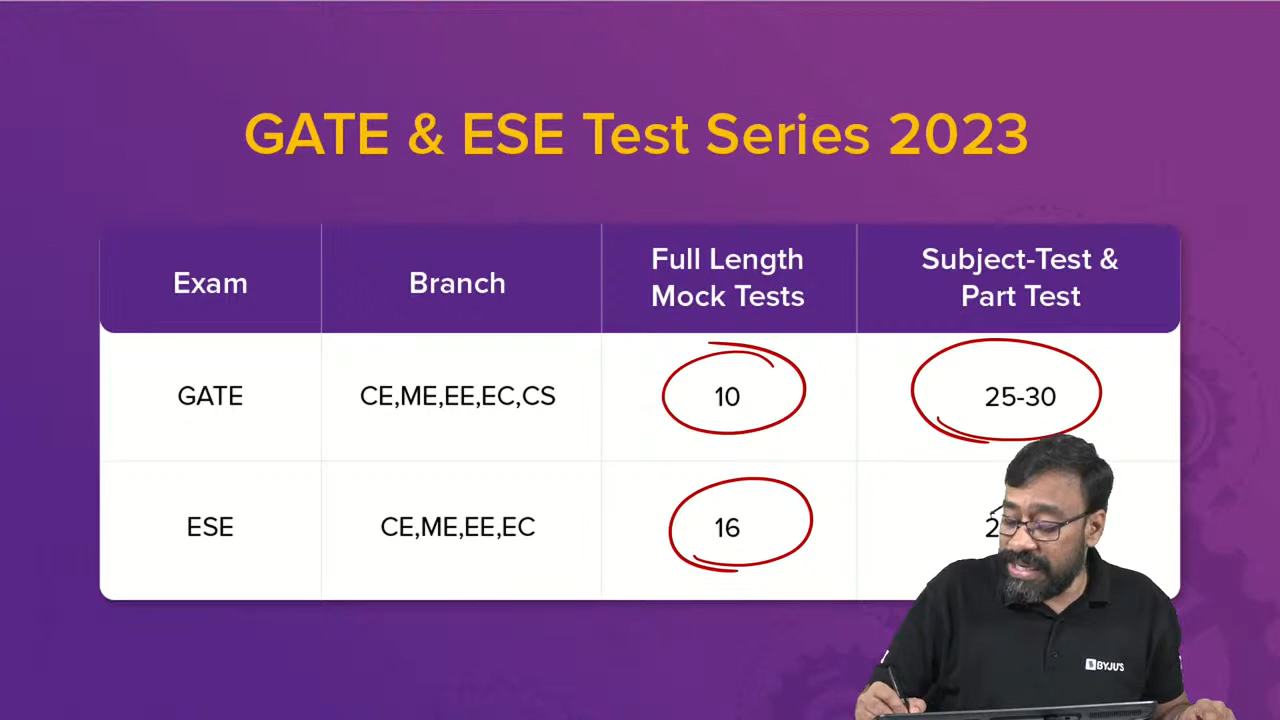 GATE & ESE Test Series 2023
Exam
Branch
Full Length
Mock Tests
Subject-Test &
Part Test
GATE
CE,ME,EE,EC,CS
10
25-30
ESE
CE,ME,EE,EC
16
BYJU'S